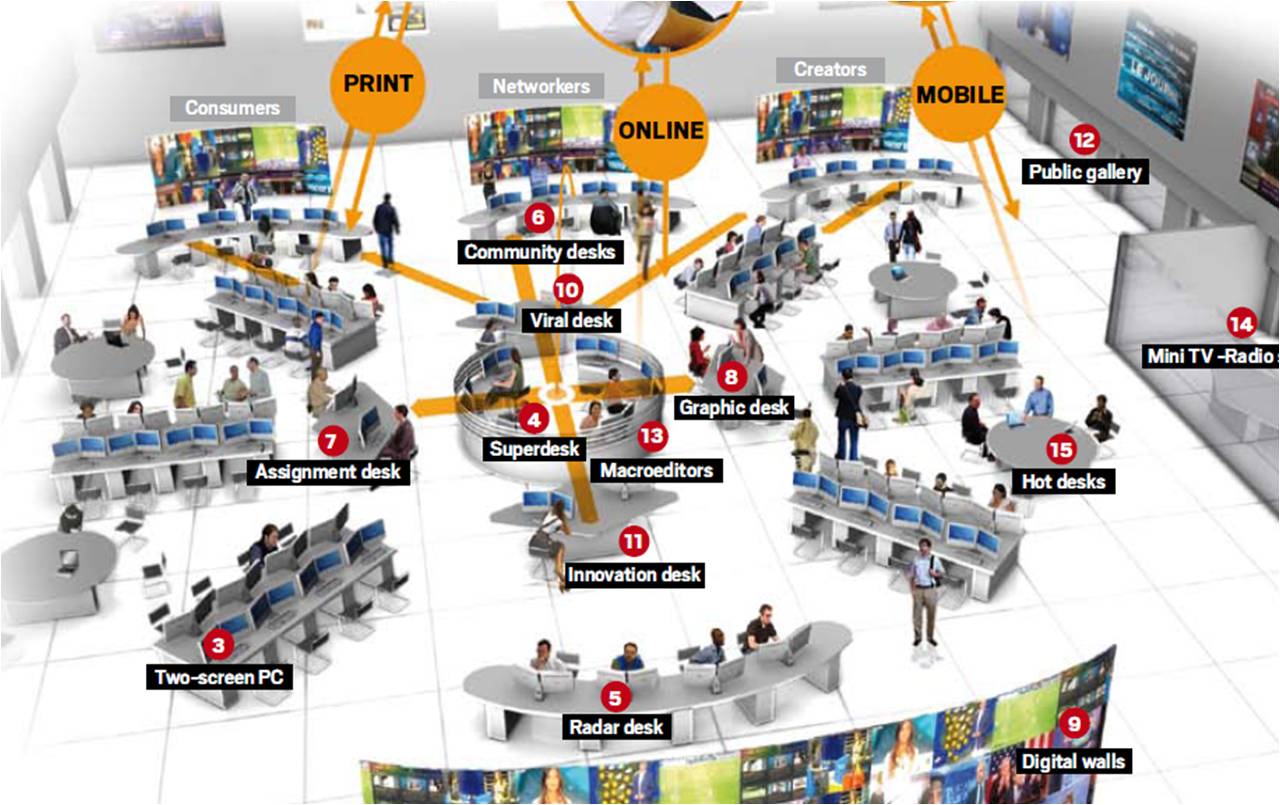 PRINT
Networkers
Creators
Consumers
ONLINE
MOBILE
LE JOUR
12
Public gallery
6
Community desks
10
Viral desk
14
Mini TV –Radio
8
Graphic desk
4
Superdesk
13
Macroeditors
7
Assignment desk
15
Hot desks
11
Innovation desk
3
Two-screen PC
5
Radar desk
9
Digital walls